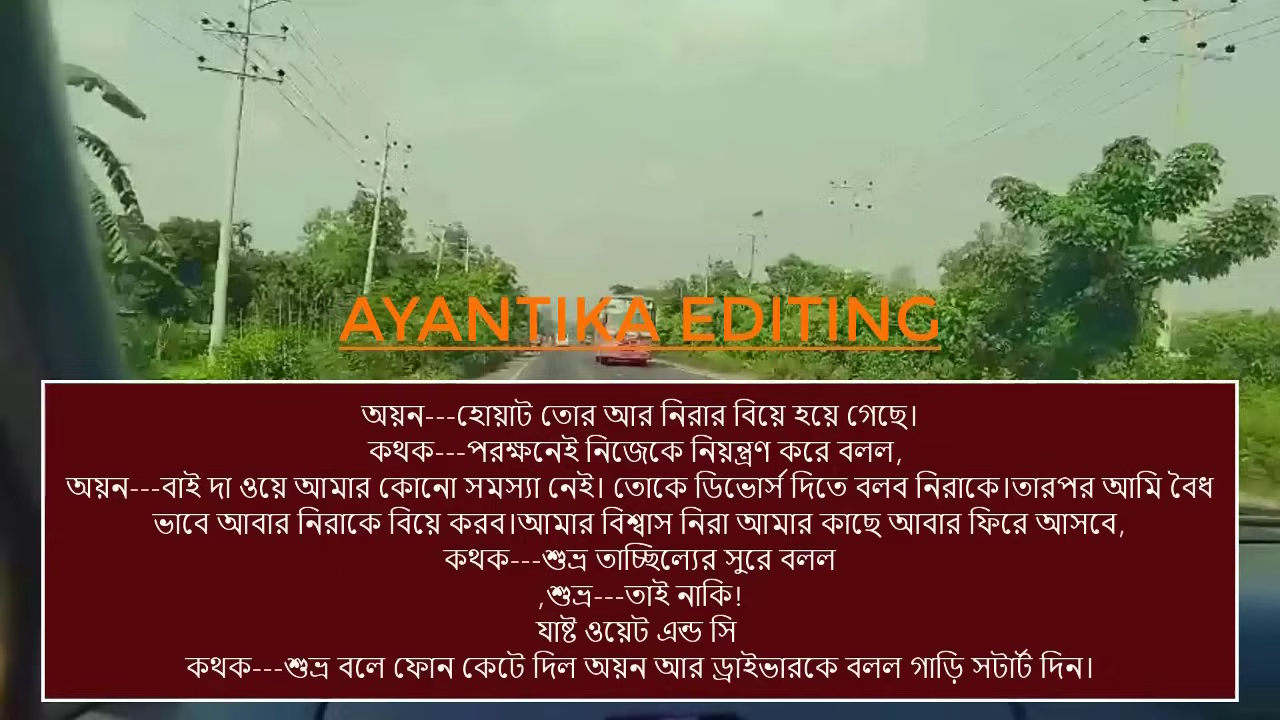 AYANTIKA EDITING
অয়ন---হোয়াট তোর আর নিরার বিয়ে হয়ে গেছে।
কথক---পরক্ষনেই নিজেকে নিয়ন্ত্রণ করে বলল,
অয়ন---বাই দা ওয়ে আমার কোনো সমস্যা নেই। তোকে ডিভোর্স দিতে বলব নিরাকে।তারপর আমি বৈধ
ভাবে আবার নিরাকে বিয়ে করব।আমার বিশ্বাস নিরা আমার কাছে আবার ফিরে আসবে,
কথক---শুভ্র তাচ্ছিল্যের সুরে বলল
,শুভ্র---তাই নাকি!
যাষ্ট ওয়েট এন্ড সি
কথক---শুভ্র বলে ফোন কেটে দিল অয়ন আর ড্রাইভারকে বলল গাড়ি সটার্ট দিন।